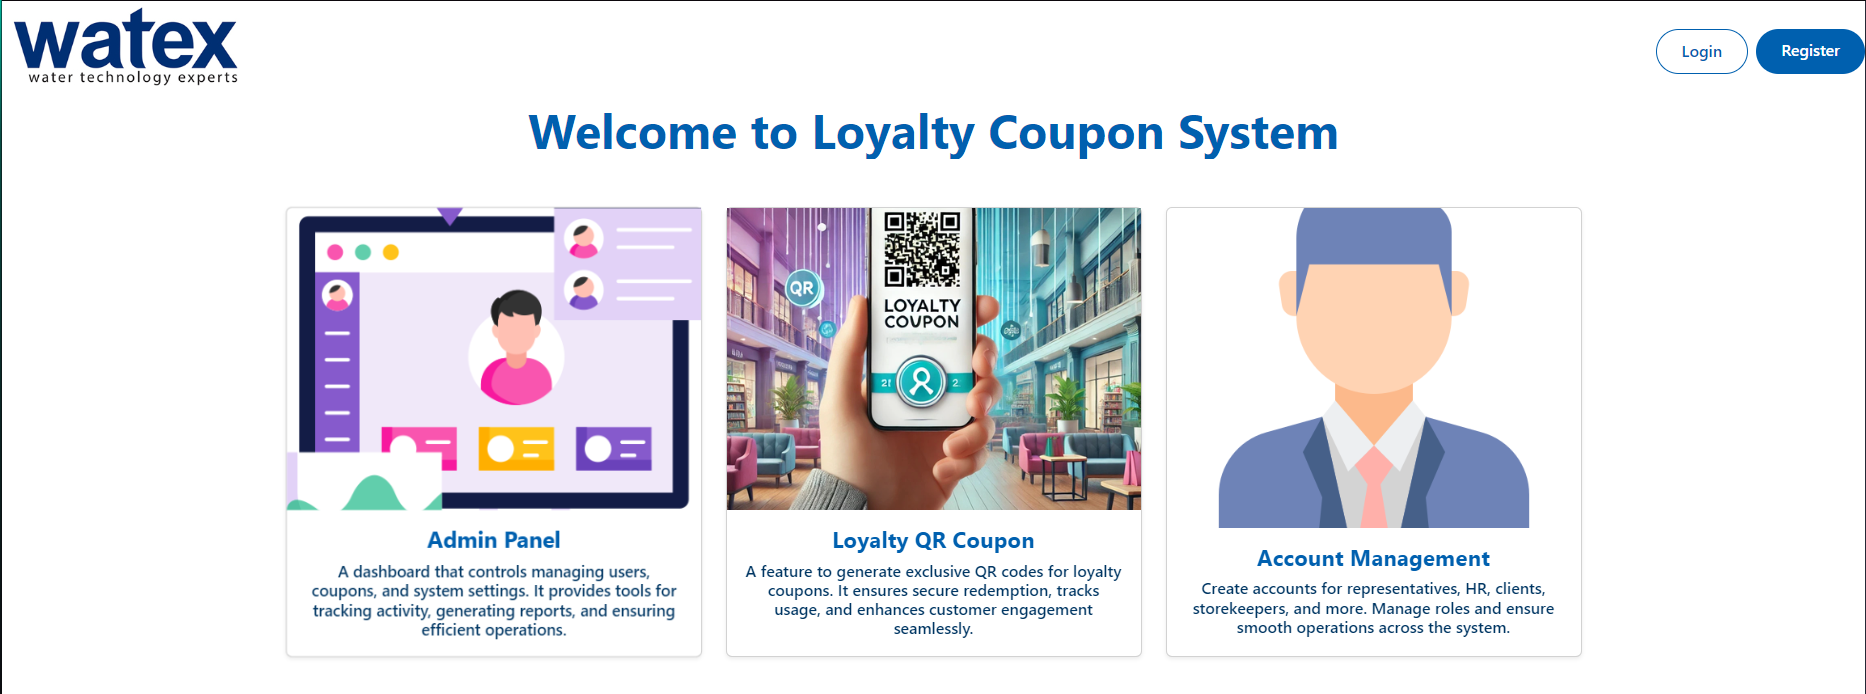 watex
water technology experts
Login
Register
Welcome to Loyalty Coupon System
QR
LOYALTY
COUPON
21
2
Admin Panel
A dashboard that controls managing users,
coupons, and system settings. It provides tools for
tracking activity, generating reports, and ensuring
efficient operations.
Loyalty QR Coupon
A feature to generate exclusive QR codes for loyalty
coupons. It ensures secure redemption, tracks
usage, and enhances customer engagement
seamlessly.
Account Management
Create accounts for representatives, HR, clients,
storekeepers, and more. Manage roles and ensure
smooth operations across the system.